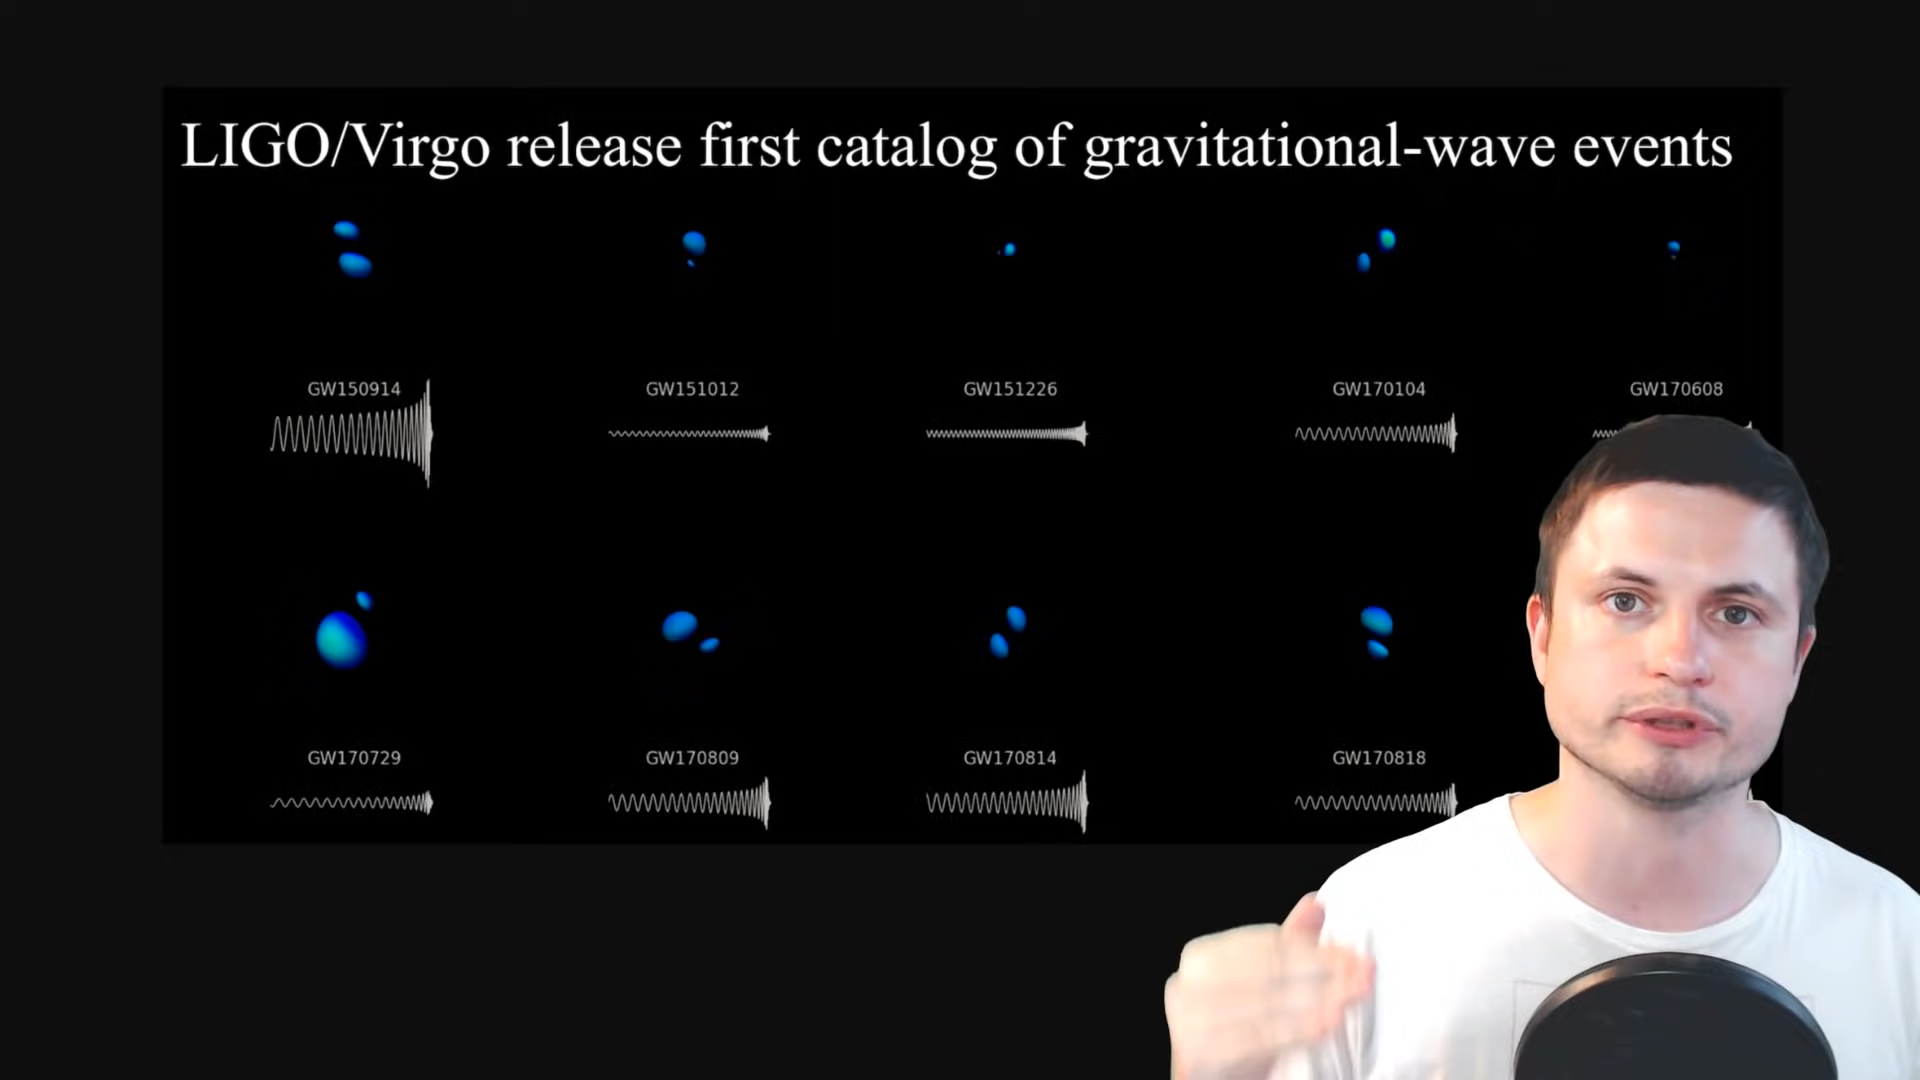 LIGO/Virgo release first catalog of gravitational-wave events
GW150914 GW151012 GW151226 GW170104 GW170608
GW170729 GW170809 GW170814 GW170818